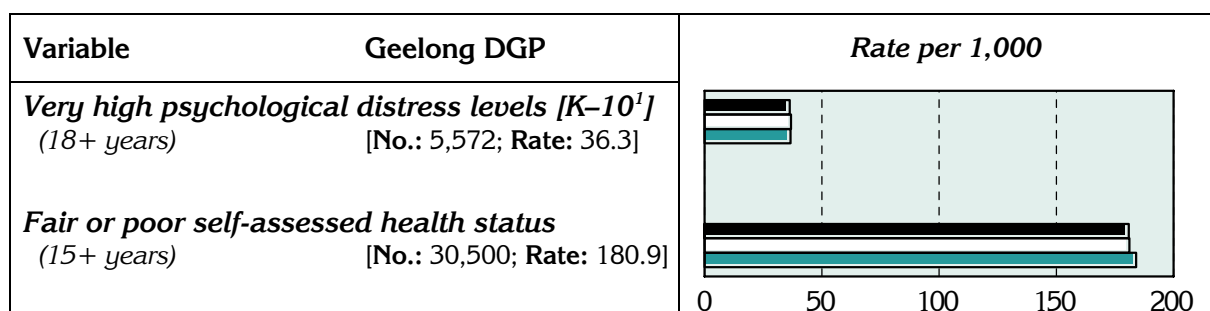 Variable Geelong DGP Rate per 1,000
Very high psychological distress levels [K–10¹]
(18+ years) [No.: 5,572; Rate: 36.3]
Fair or poor self-assessed health status
(15+ years) [No.: 30,500; Rate: 180.9]
0 50 100 150 200